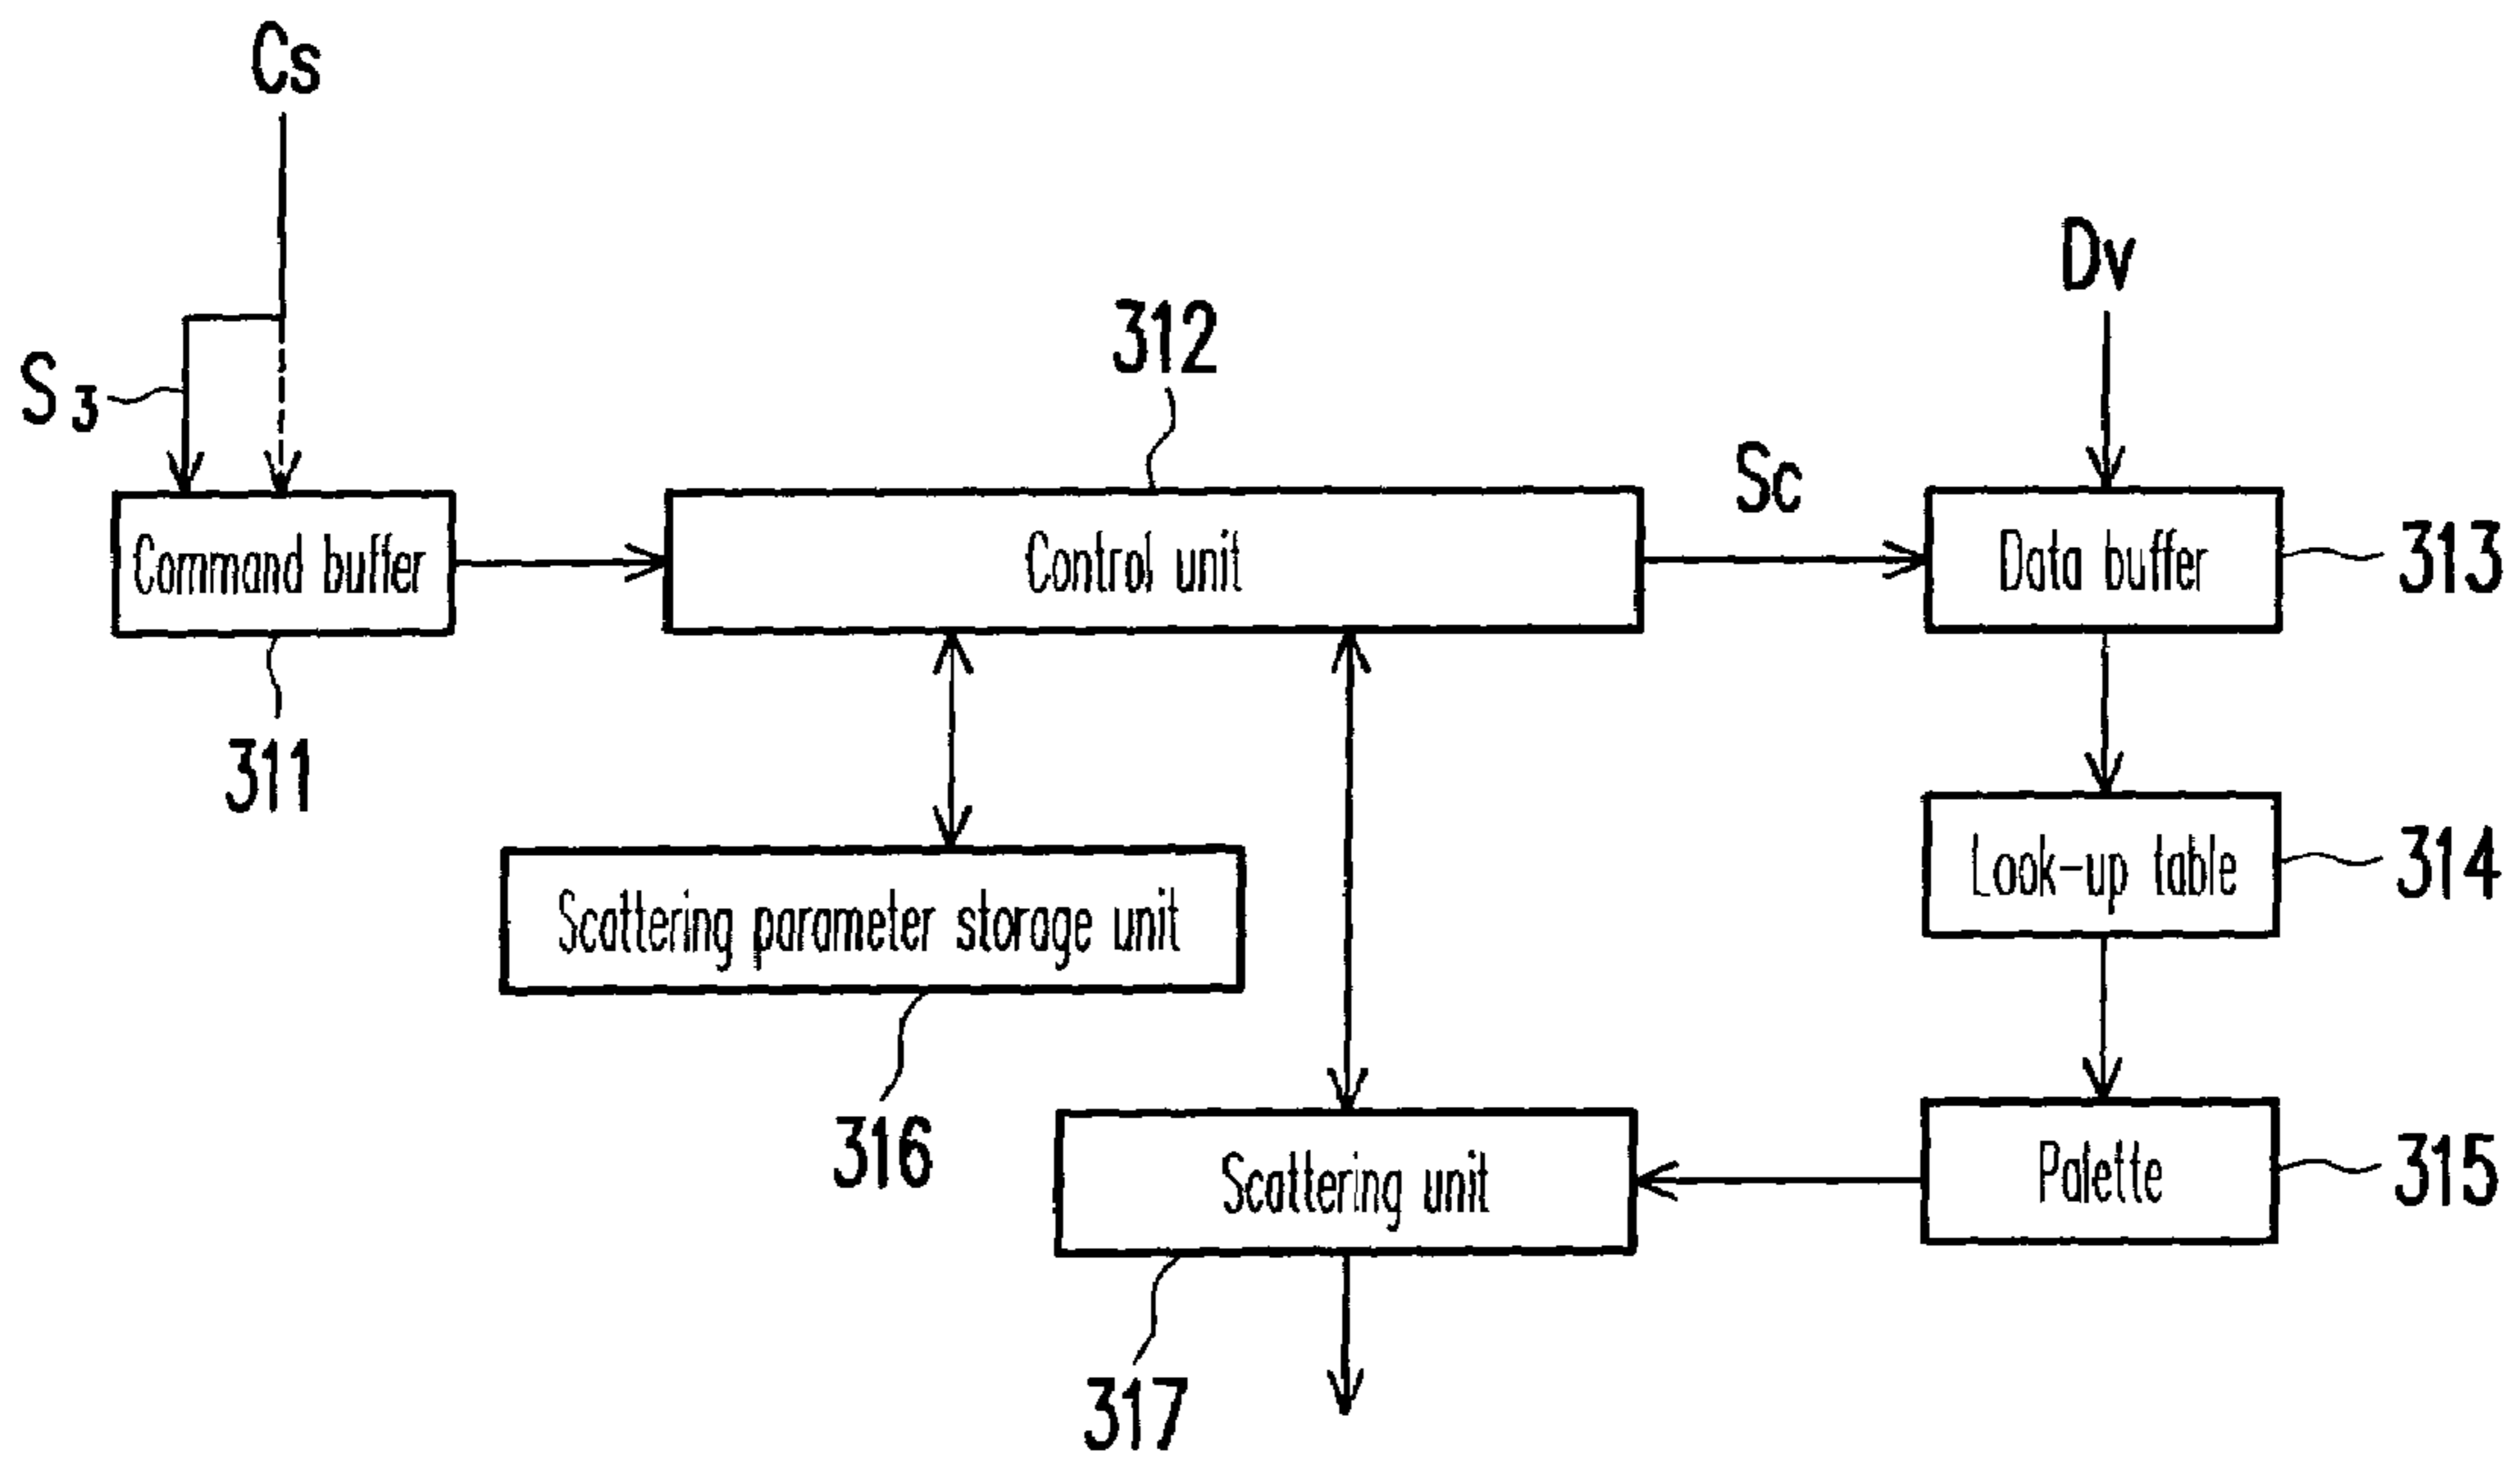 Cs
Dv
312
S3
Sc
Command buffer
Control unit
Data buffer
313
311
Look-up table
314
Scattering parameter storage unit
316
Scattering unit
Palette
315
317